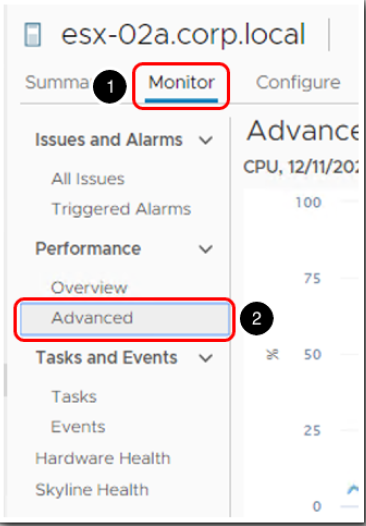 esx-02a.corp.local
Summa 1 Monitor Configure
Issues and Alarms
All Issues
Triggered Alarms
Performance
Overview
Advanced 2
Tasks and Events
Tasks
Events
Hardware Health
Skyline Health
Advance
CPU, 12/11/202
100
75
% 50
25
0